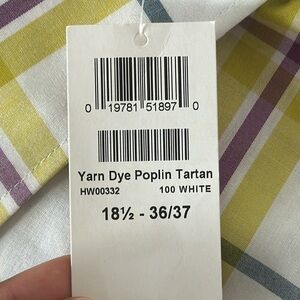 0 19781 51897 0
Yarn Dye Poplin Tartan
HW00332 100 WHITE
18½ - 36/37